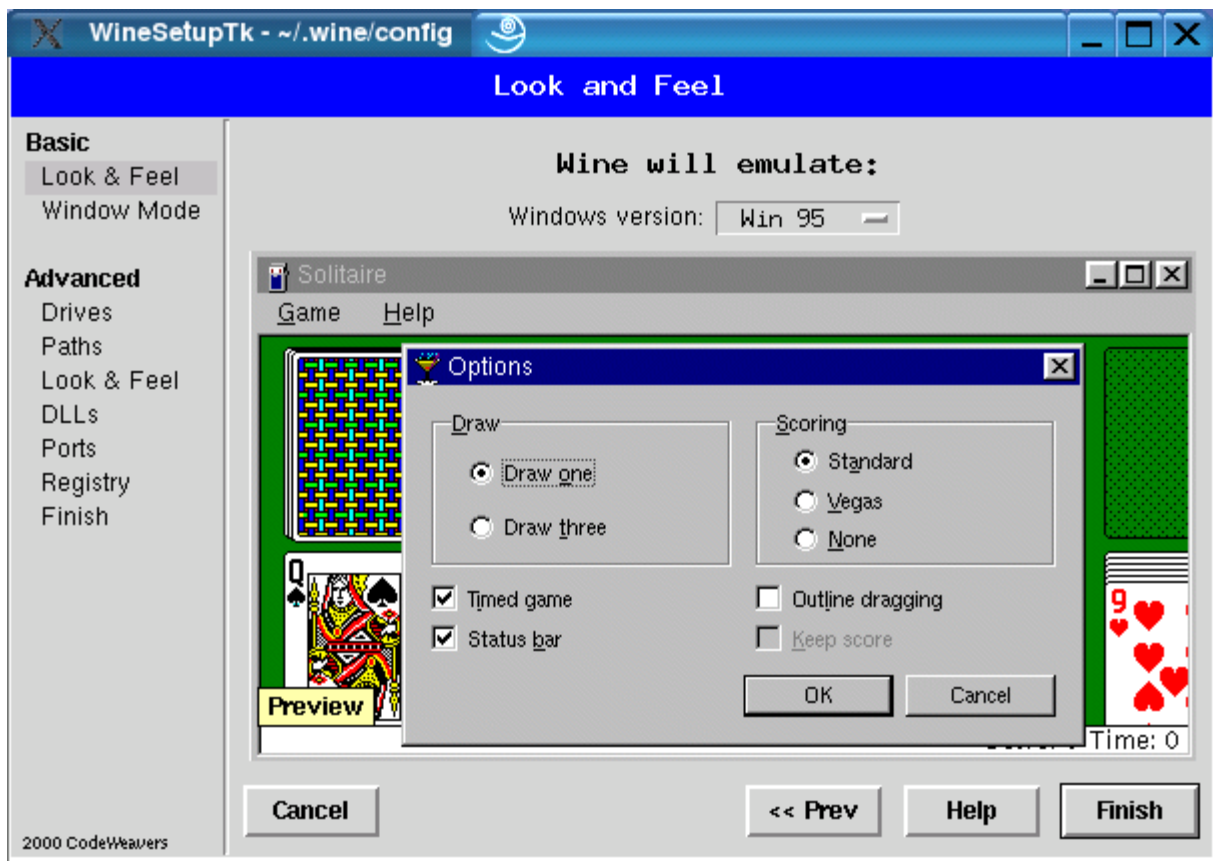 WineSetupTk - ~/.wine/config
Look and Feel
Basic
Look & Feel
Window Mode
Advanced
Drives
Paths
Look & Feel
DLLs
Ports
Registry
Finish
2000 CodeWeavers
Wine will emulate:
Windows version: Win 95
Solitaire
Game Help
Options
Draw
Draw one
Draw three
Scoring
Standard
Vegas
None
Timed game
Status bar
Outline dragging
Keep score
OK Cancel
Q
9
Preview
Time: 0
Cancel << Prev Help Finish